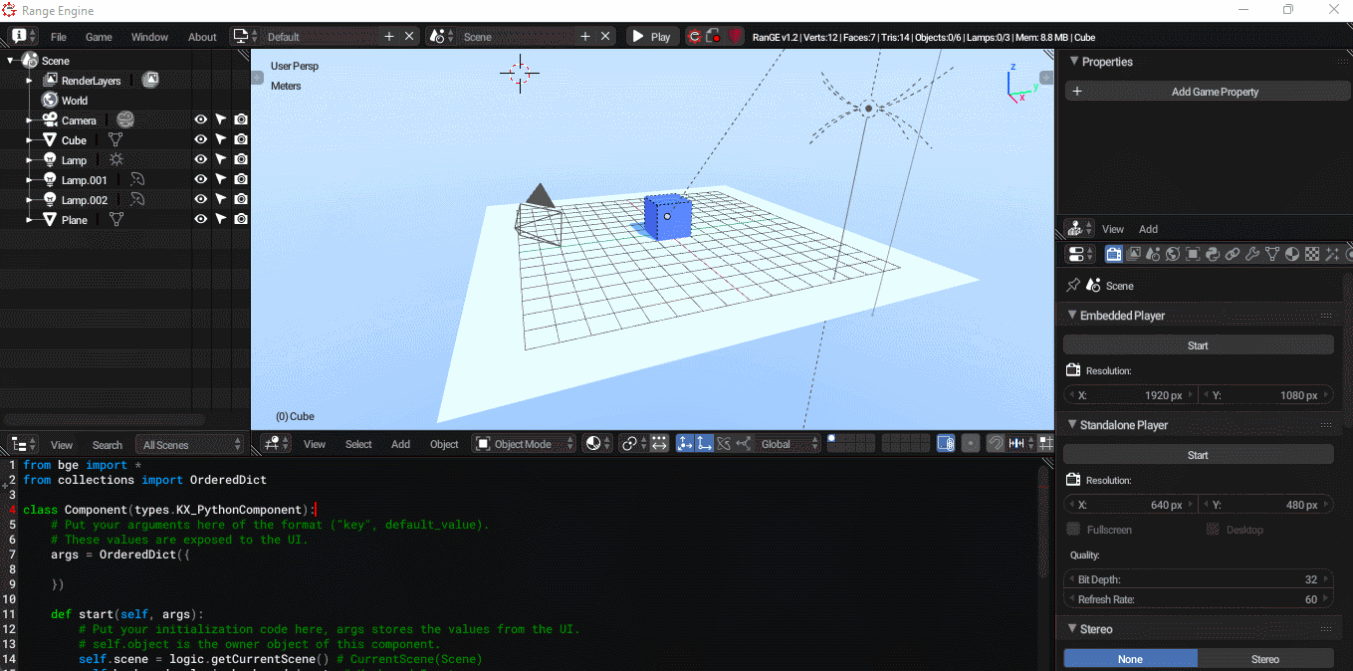 Range Engine
File Game Window About Default Scene Play RanGE v1.2 | Verts:12 | Faces:7 | Tris:14 | Objects:0/6 | Lamps:0/3 | Mem: 8.8 MB | Cube
Scene
RenderLayers
World
Camera
Cube
Lamp
Lamp.001
Lamp.002
Plane
View Search All Scenes
User Persp
Meters
z
y
x
(0) Cube
View Select Add Object Object Mode Global
Properties
Add Game Property
View Add
Scene
Embedded Player
Start
Resolution:
X: 1920 px Y: 1080 px
Standalone Player
Start
Resolution:
X: 640 px Y: 480 px
Fullscreen Desktop
Quality:
Bit Depth: 32
Refresh Rate: 60
Stereo
None Stereo
1 from bge import *
2 from collections import OrderedDict
3
4 class Component(types.KX_PythonComponent):
5 # Put your arguments here of the format ("key", default_value).
6 # These values are exposed to the UI.
7 args = OrderedDict({
8
9 })
10
11 def start(self, args):
12 # Put your initialization code here, args stores the values from the UI.
13 # self.object is the owner object of this component.
14 self.scene = logic.getCurrentScene() # CurrentScene(Scene)